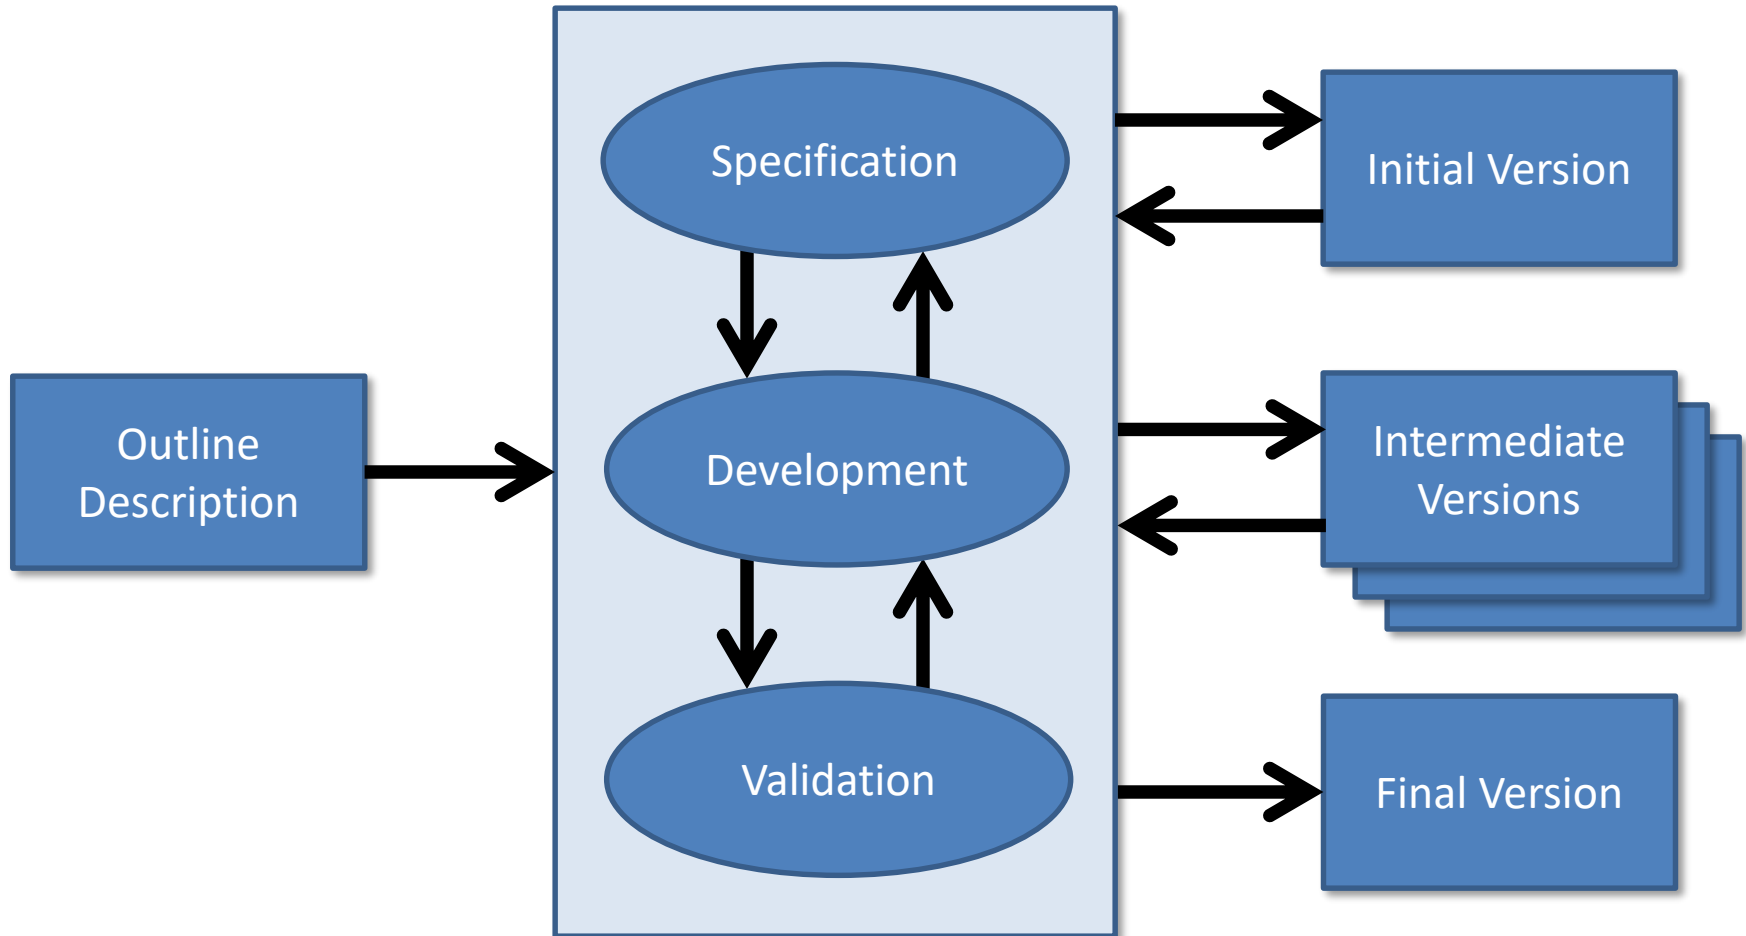 Outline
Description
Specification
Development
Validation
Initial Version
Intermediate
Versions
Final Version